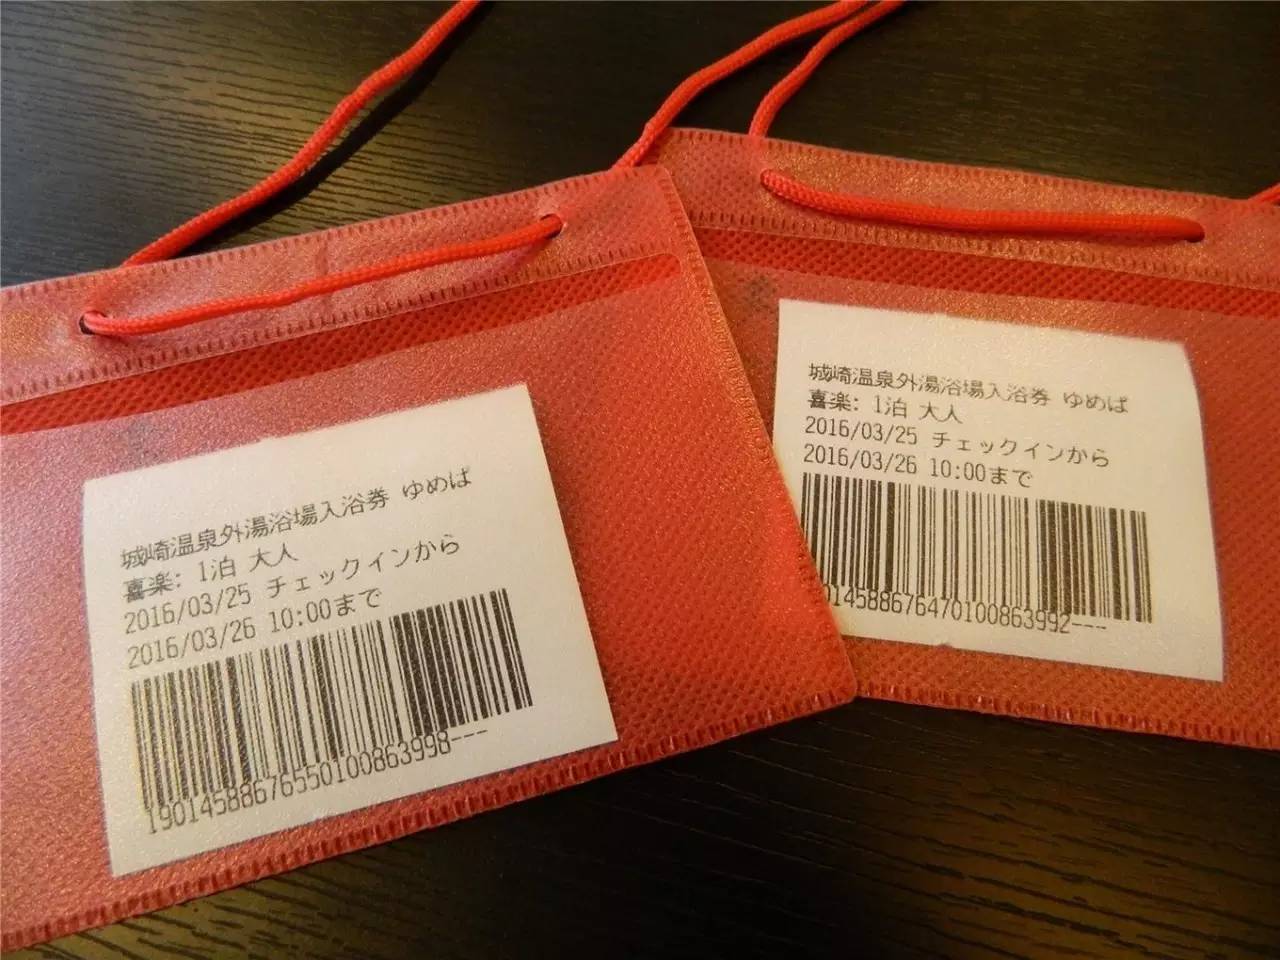 城崎温泉外湯浴場入浴券 ゆめぱ
喜楽: 1泊 大人
2016/03/25 チェックインから
2016/03/26 10:00まで
19014588676550100863998---
城崎温泉外湯浴場入浴券 ゆめぱ
喜楽: 1泊 大人
2016/03/25 チェックインから
2016/03/26 10:00まで
0145886764701008639​92---